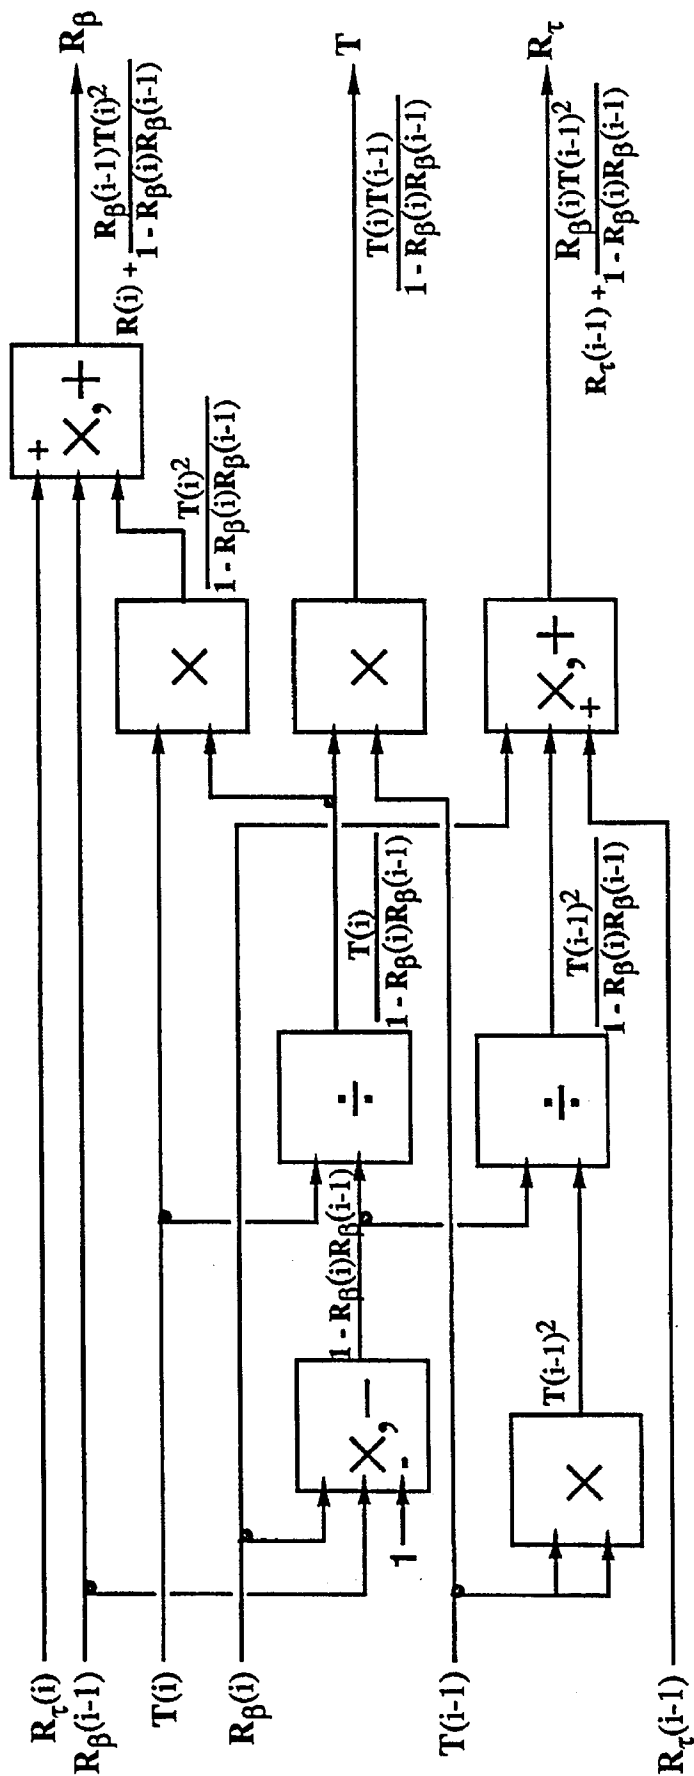 R_τ(i)
R_β(i-1)
T(i)
R_β(i)
T(i-1)
R_τ(i-1)
1
-
×, −
1 - R_β(i)R_β(i-1)
×
T(i-1)²
÷
T(i)
1 - R_β(i)R_β(i-1)
÷
T(i-1)²
1 - R_β(i)R_β(i-1)
×
T(i)²
1 - R_β(i)R_β(i-1)
×
×, +
+
+
×, +
R(i) +
R_β(i-1)T(i)²
1 - R_β(i)R_β(i-1)
R_β
T(i)T(i-1)
1 - R_β(i)R_β(i-1)
T
R_τ(i-1) +
R_β(i)T(i-1)²
1 - R_β(i)R_β(i-1)
R_τ